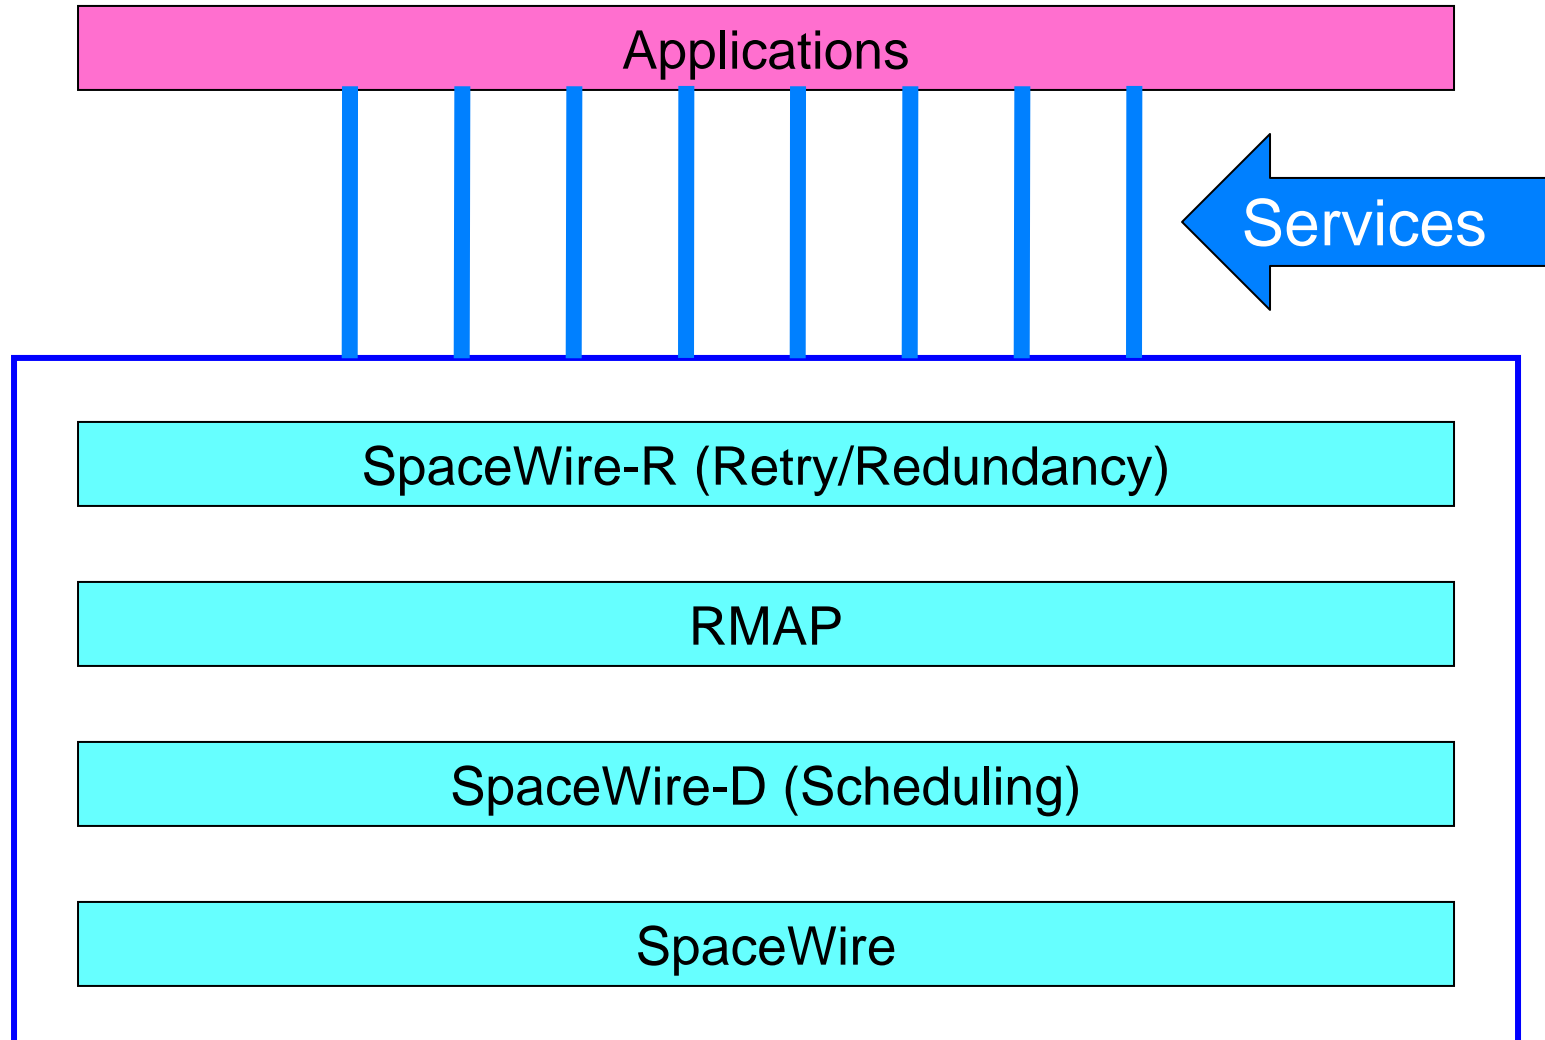 Applications
Services
SpaceWire-R (Retry/Redundancy)
RMAP
SpaceWire-D (Scheduling)
SpaceWire